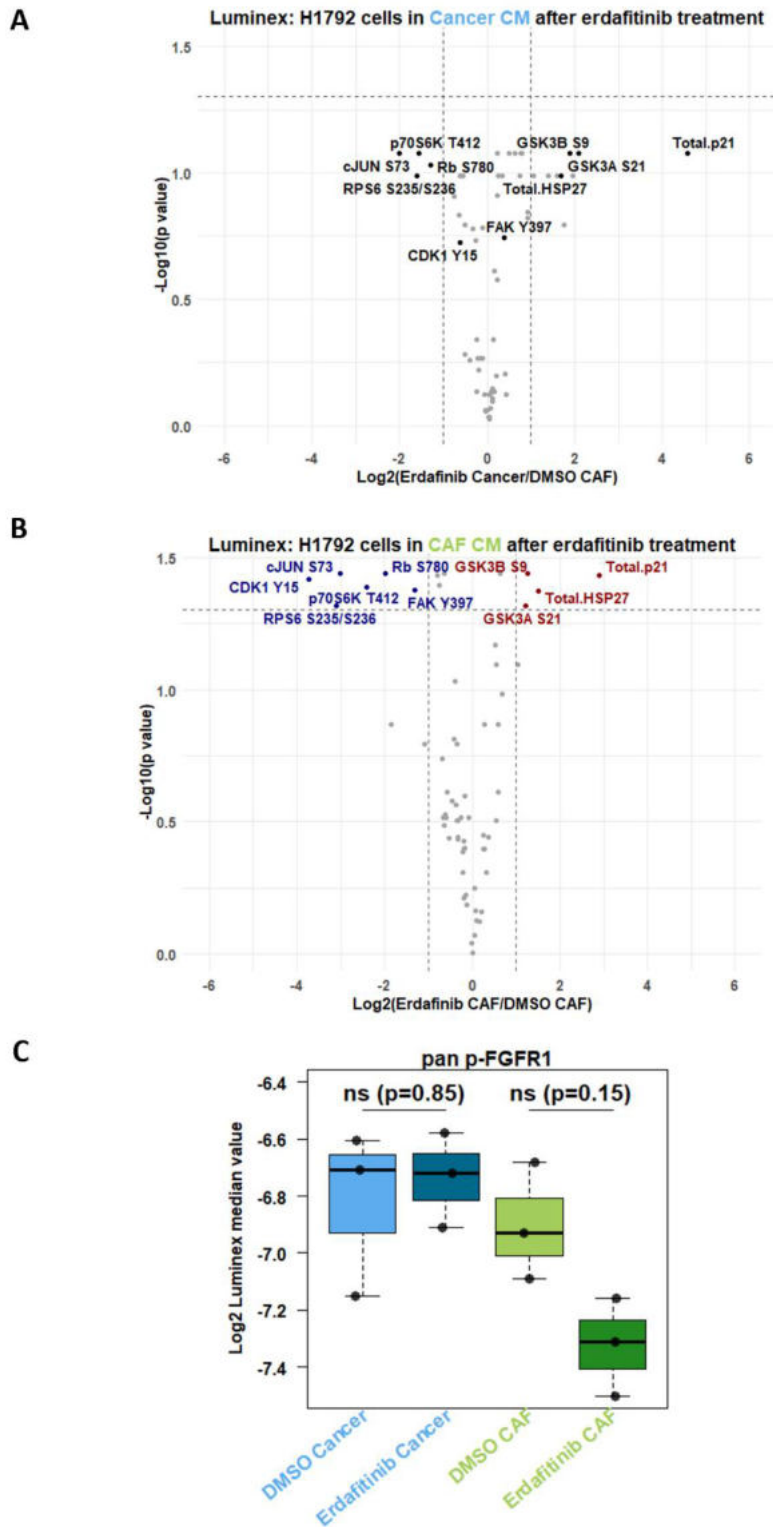 A
Luminex: H1792 cells in Cancer CM after erdafitinib treatment
1.5
p70S6K T412
GSK3B S9
Total.p21
cJUN S73
Rb S780
GSK3A S21
1.0
RPS6 S235/S236
Total.HSP27
FAK Y397
CDK1 Y15
-Log10(p value)
0.5
0.0
-6 -4 -2 0 2 4 6
Log2(Erdafinib Cancer/DMSO CAF)
B
Luminex: H1792 cells in CAF CM after erdafitinib treatment
1.5
cJUN S73
Rb S780
GSK3B S9
Total.p21
CDK1 Y15
p70S6K T412
FAK Y397
Total.HSP27
RPS6 S235/S236
GSK3A S21
1.0
-Log10(p value)
0.5
0.0
-6 -4 -2 0 2 4 6
Log2(Erdafinib CAF/DMSO CAF)
C
pan p-FGFR1
-6.4
ns (p=0.85) ns (p=0.15)
-6.6
-6.8
-7.0
-7.2
-7.4
Log2 Luminex median value
DMSO Cancer
Erdafitinib Cancer
DMSO CAF
Erdafitinib CAF